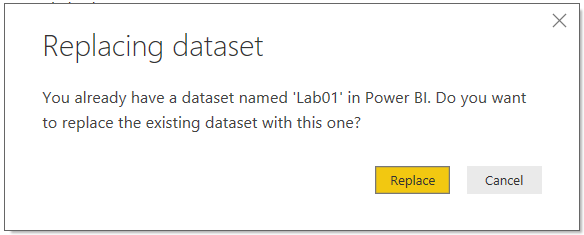 Replacing dataset
You already have a dataset named 'Lab01' in Power BI. Do you want
to replace the existing dataset with this one?
Replace
Cancel